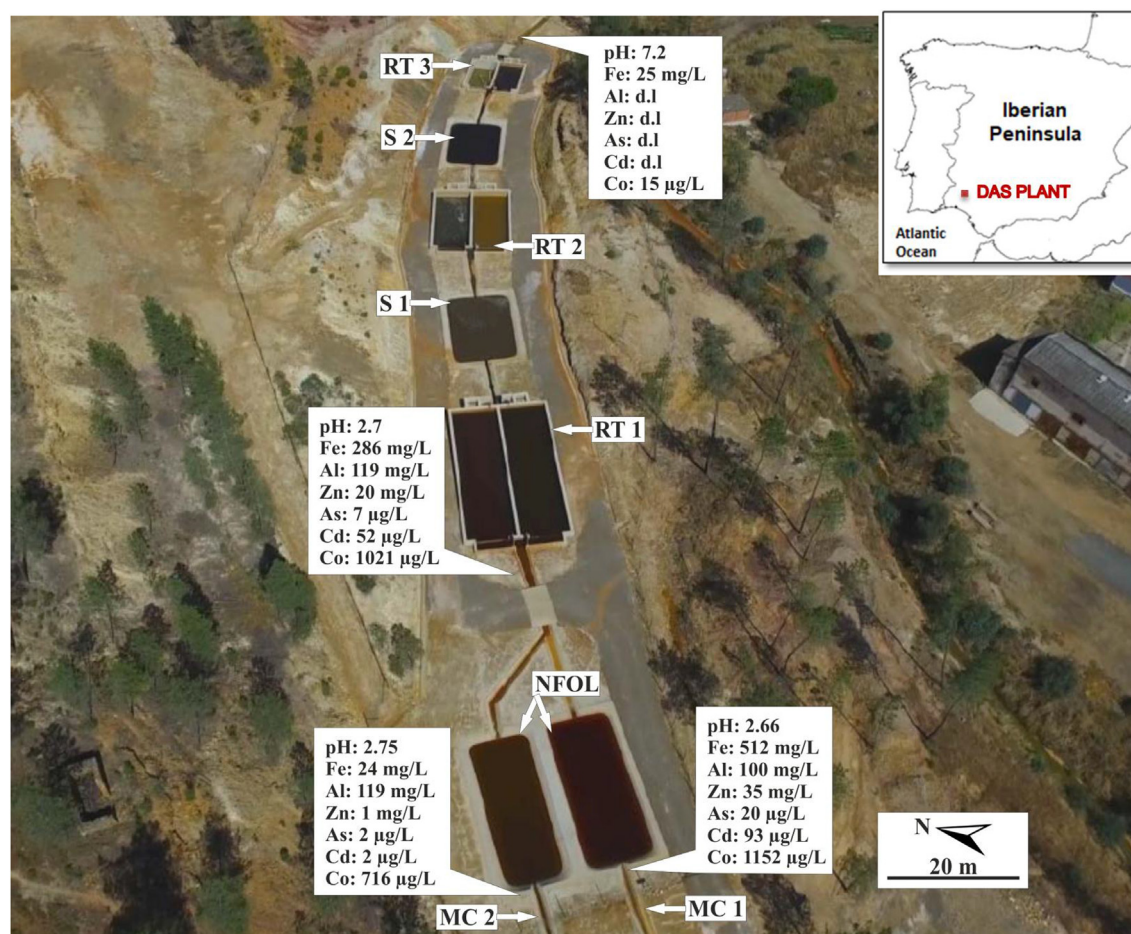 RT 3
pH: 7.2
Fe: 25 mg/L
Al: d.l
Zn: d.l
As: d.l
Cd: d.l
Co: 15 µg/L
Iberian
Peninsula
DAS PLANT
Atlantic
Ocean
S 2
RT 2
S 1
pH: 2.7
Fe: 286 mg/L
Al: 119 mg/L
Zn: 20 mg/L
As: 7 µg/L
Cd: 52 µg/L
Co: 1021 µg/L
RT 1
NFOL
pH: 2.75
Fe: 24 mg/L
Al: 119 mg/L
Zn: 1 mg/L
As: 2 µg/L
Cd: 2 µg/L
Co: 716 µg/L
pH: 2.66
Fe: 512 mg/L
Al: 100 mg/L
Zn: 35 mg/L
As: 20 µg/L
Cd: 93 µg/L
Co: 1152 µg/L
N
20 m
MC 2
MC 1